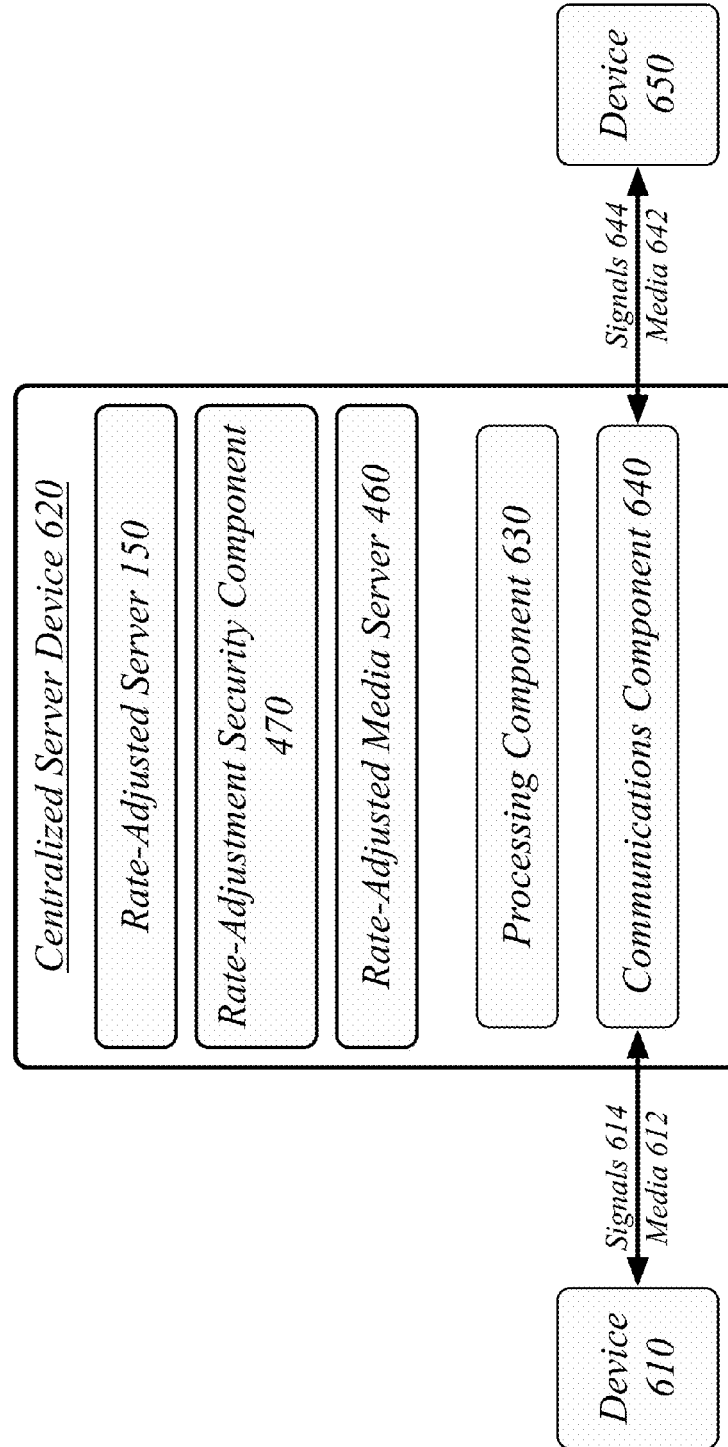 Centralized Server Device 620
Rate-Adjusted Server 150
Rate-Adjustment Security Component
470
Rate-Adjusted Media Server 460
Processing Component 630
Communications Component 640
Device
610
Signals 614
Media 612
Signals 644
Media 642
Device
650